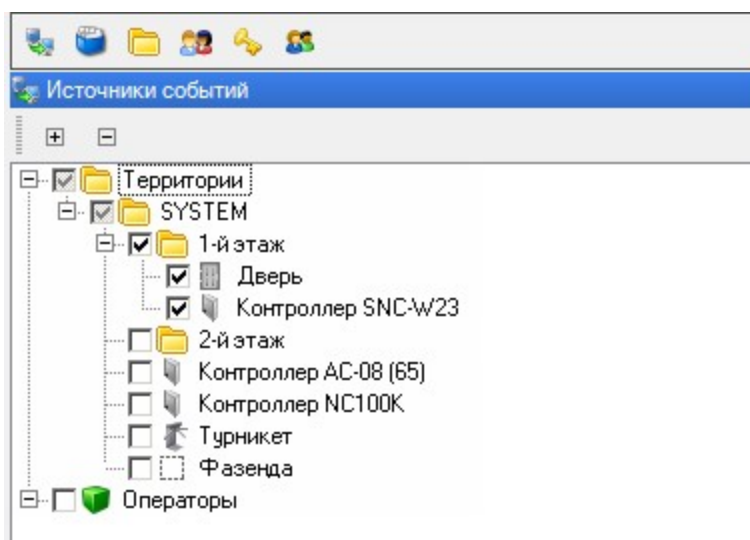 Источники событий
Территории
SYSTEM
1-й этаж
Дверь
Контроллер SNC-W23
2-й этаж
Контроллер AC-08 (65)
Контроллер NC100K
Турникет
Фазенда
Операторы